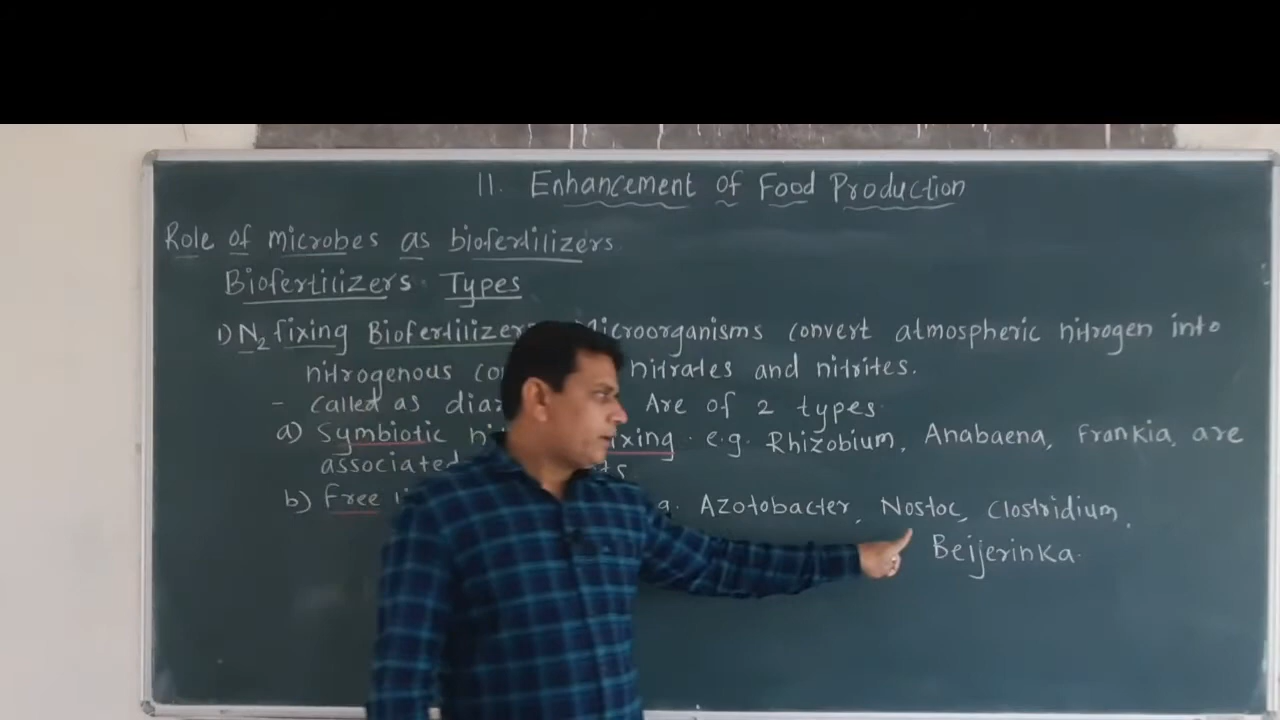 11. Enhancement of Food Production
Role of microbes as biofertilizers
Biofertilizers Types
1) N₂ fixing Biofertilizers Microorganisms convert atmospheric nitrogen into
nitrogenous nitrates and nitrites.
- called as Are of 2 types.
a) Symbiotic fixing. e.g. Rhizobium, Anabaena, Frankia, are
associated
b) Free Azotobacter, Nostoc, Clostridium,
Beijerinka.